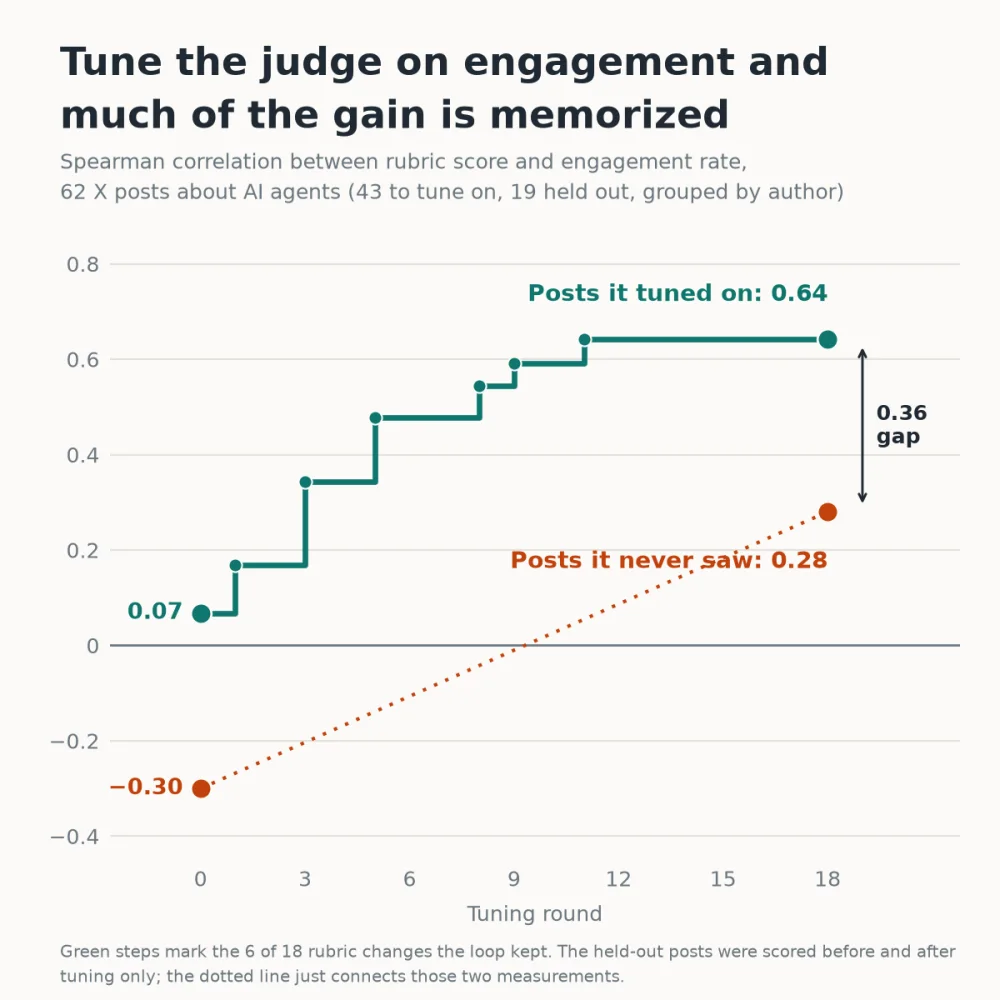 Tune the judge on engagement and
much of the gain is memorized
Spearman correlation between rubric score and engagement rate,
62 X posts about AI agents (43 to tune on, 19 held out, grouped by author)
0.8
Posts it tuned on: 0.64
0.6
0.36
gap
0.4
0.2
Posts it never saw: 0.28
0.07
0
−0.2
−0.30
−0.4
0 3 6 9 12 15 18
Tuning round
Green steps mark the 6 of 18 rubric changes the loop kept. The held-out posts were scored before and after
tuning only; the dotted line just connects those two measurements.